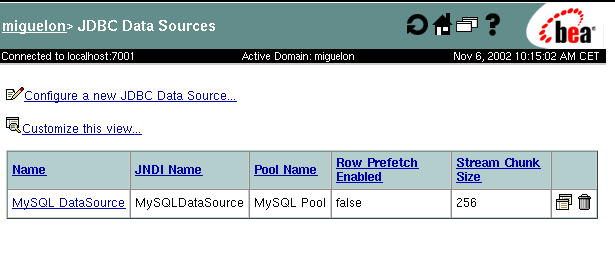 miguelon> JDBC Data Sources
bea
Connected to localhost:7001 Active Domain: miguelon Nov 6, 2002 10:15:02 AM CET
Configure a new JDBC Data Source...
Customize this view...
Name JNDI Name Pool Name Row Prefetch Enabled Stream Chunk Size
MySQL DataSource MySQLDataSource MySQL Pool false 256